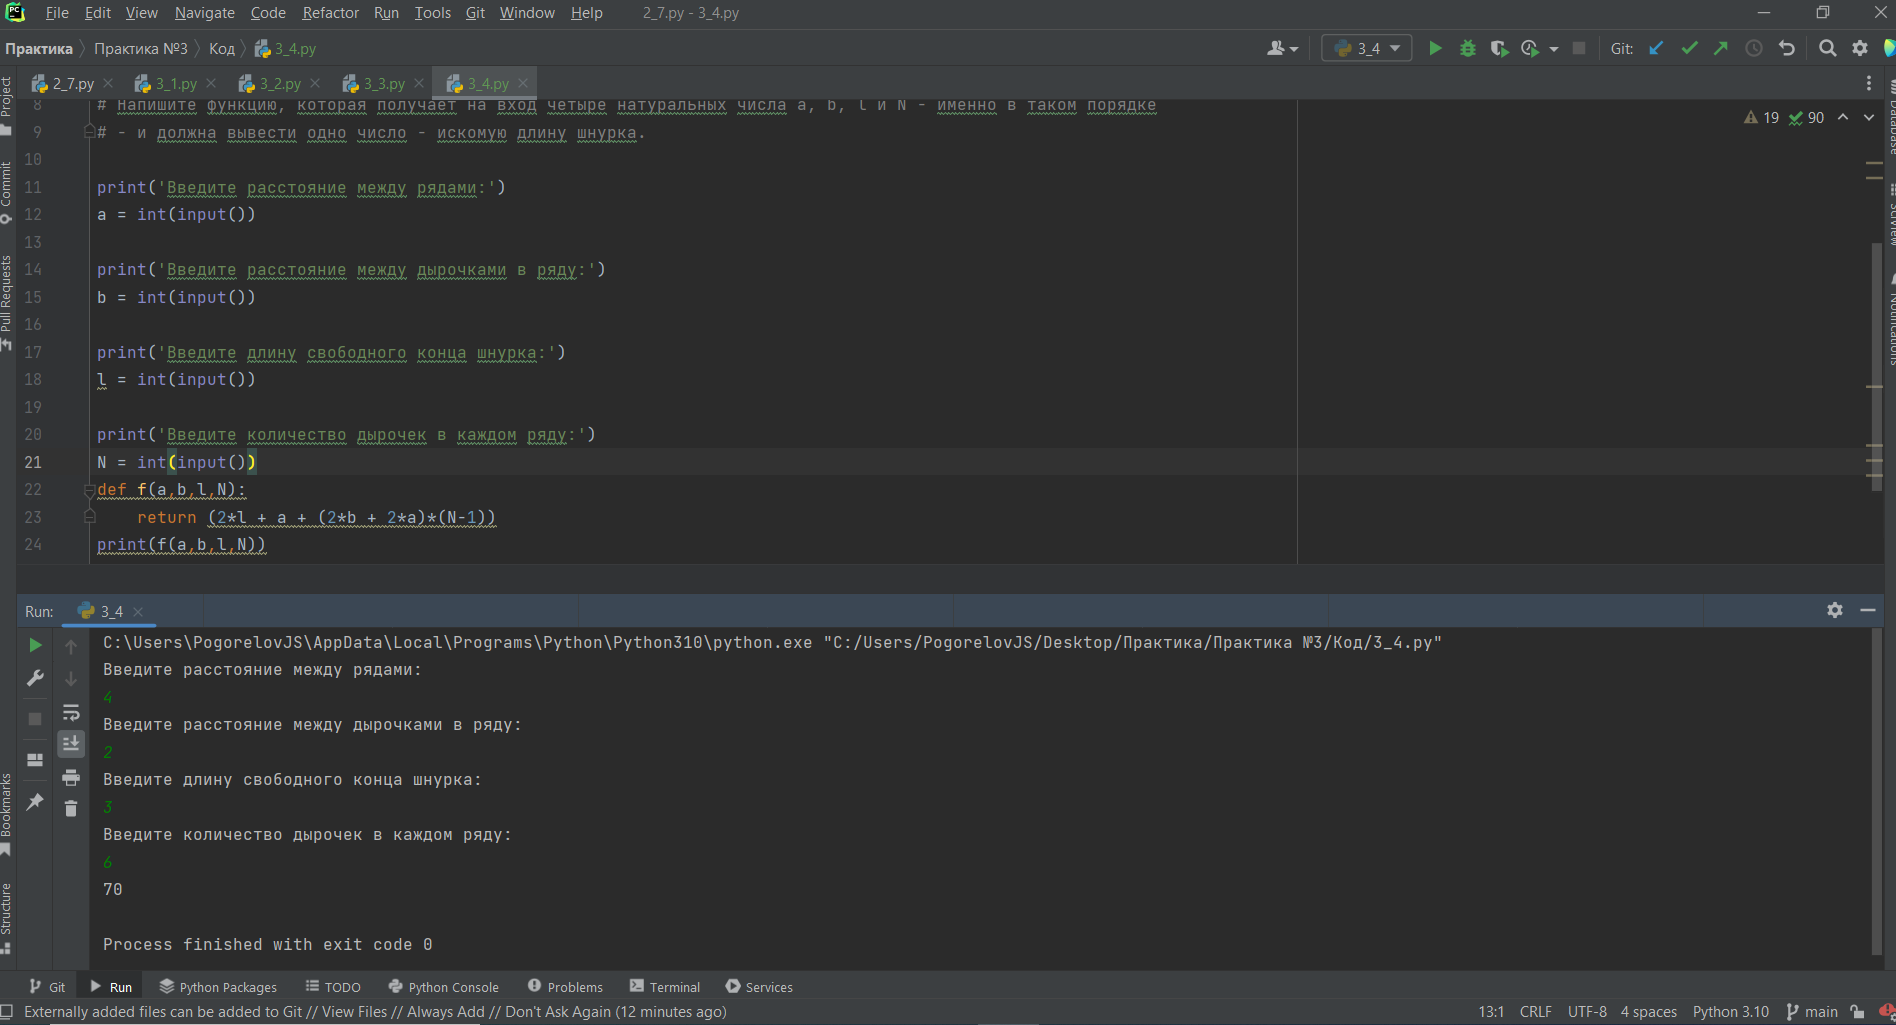 File Edit View Navigate Code Refactor Run Tools Git Window Help 2_7.py - 3_4.py
Практика Практика №3 Код 3_4.py 3_4 Git:
2_7.py 3_1.py 3_2.py 3_3.py 3_4.py
8 # Напишите функцию, которая получает на вход четыре натуральных числа a, b, l и N - именно в таком порядке
9 # - и должна вывести одно число - искомую длину шнурка.
19 90
10
11 print('Введите расстояние между рядами:')
12 a = int(input())
13
14 print('Введите расстояние между дырочками в ряду:')
15 b = int(input())
16
17 print('Введите длину свободного конца шнурка:')
18 l = int(input())
19
20 print('Введите количество дырочек в каждом ряду:')
21 N = int(input())
22 def f(a,b,l,N):
23 return (2*l + a + (2*b + 2*a)*(N-1))
24 print(f(a,b,l,N))
Project
Commit
Pull Requests
Bookmarks
Structure
Database
SciView
Notifications
Run: 3_4
C:\Users\PogorelovJS\AppData\Local\Programs\Python\Python310\python.exe "C:/Users/PogorelovJS/Desktop/Практика/Практика №3/Код/3_4.py"
Введите расстояние между рядами:
4
Введите расстояние между дырочками в ряду:
2
Введите длину свободного конца шнурка:
3
Введите количество дырочек в каждом ряду:
6
70
Process finished with exit code 0
Git Run Python Packages TODO Python Console Problems Terminal Services
Externally added files can be added to Git // View Files // Always Add // Don't Ask Again (12 minutes ago) 13:1 CRLF UTF-8 4 spaces Python 3.10 main